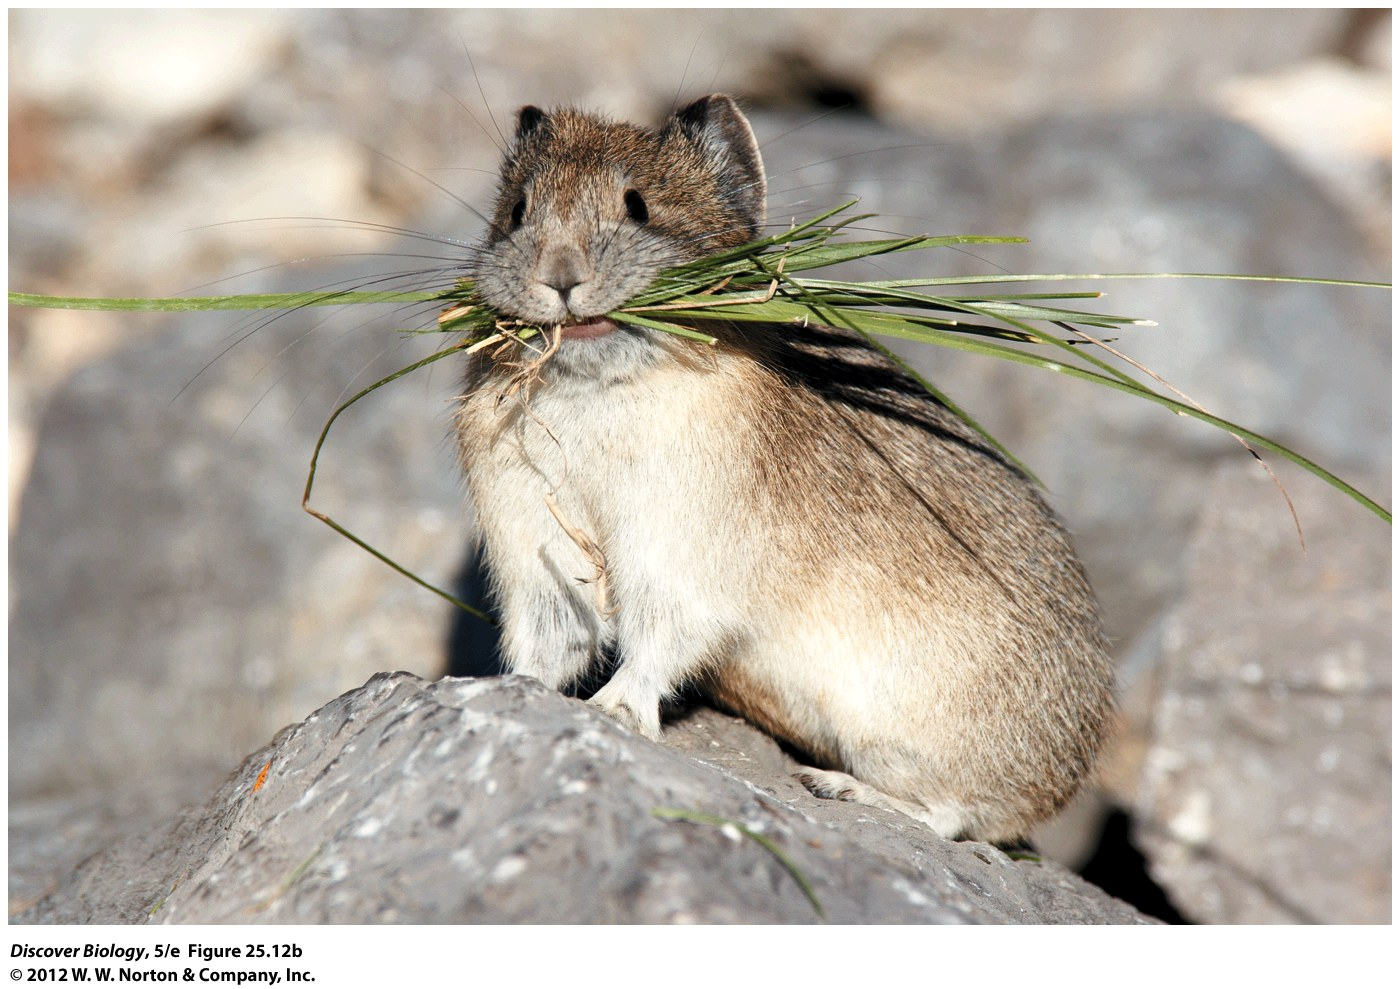 Discover Biology, 5/e Figure 25.12b
© 2012 W. W. Norton & Company, Inc.